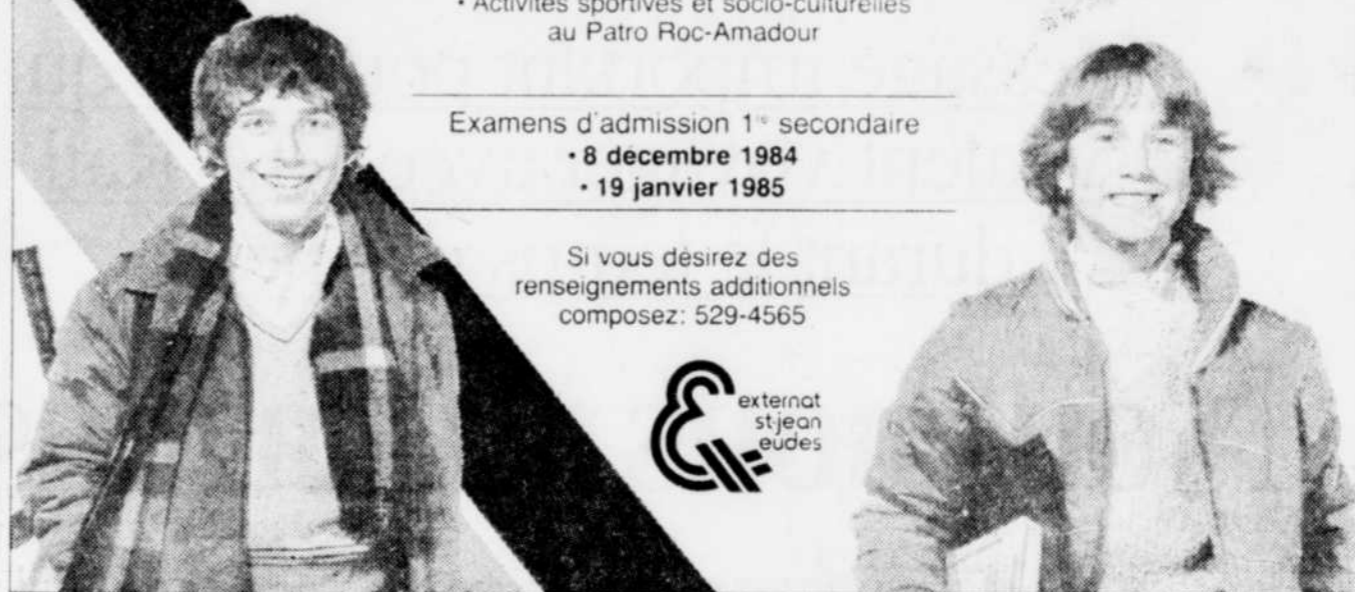 • Activités sportives et socio-culturelles
au Patro Roc-Amadour
Examens d'admission 1re secondaire
• 8 décembre 1984
• 19 janvier 1985
Si vous désirez des
renseignements additionnels
composez: 529-4565
externat
st-jean
eudes